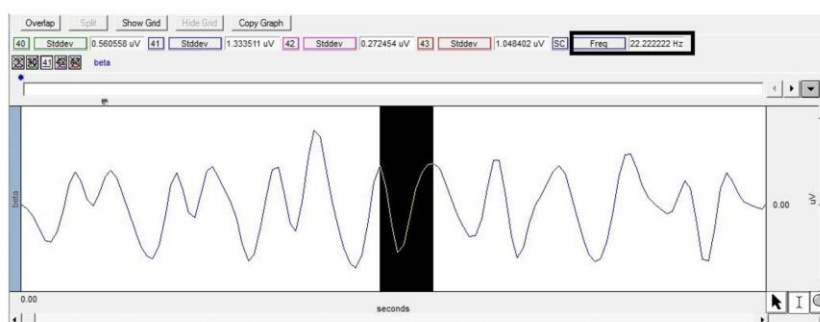 Overlap Split Show Grid Hide Grid Copy Graph
40 Stddev 0.560558 uV 41 Stddev 1.333511 uV 42 Stddev 0.272454 uV 43 Stddev 1.048402 uV SC Freq 22.222222 Hz
41 beta
beta
0.00
uV
0.00
seconds